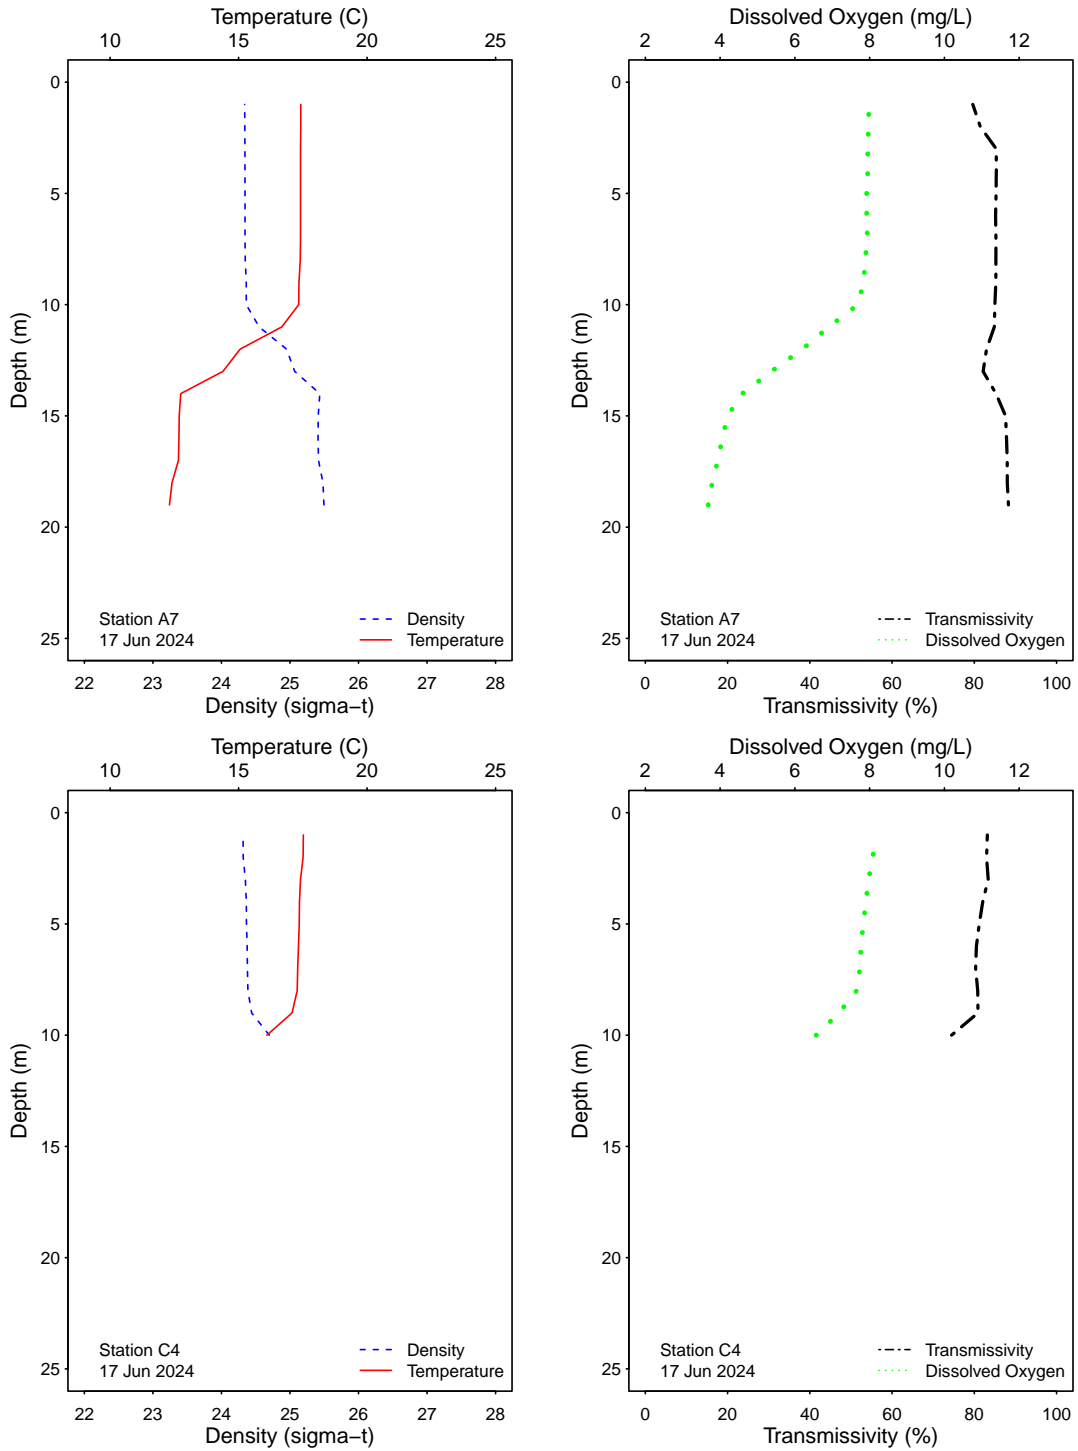 Temperature (C)
10 15 20 25
0
5
10
15
20
25
Depth (m)
Station A7
17 Jun 2024
Density
Temperature
22 23 24 25 26 27 28
Density (sigma−t)
Dissolved Oxygen (mg/L)
2 4 6 8 10 12
0
5
10
15
20
25
Depth (m)
Station A7
17 Jun 2024
Transmissivity
Dissolved Oxygen
0 20 40 60 80 100
Transmissivity (%)
Temperature (C)
10 15 20 25
0
5
10
15
20
25
Depth (m)
Station C4
17 Jun 2024
Density
Temperature
22 23 24 25 26 27 28
Density (sigma−t)
Dissolved Oxygen (mg/L)
2 4 6 8 10 12
0
5
10
15
20
25
Depth (m)
Station C4
17 Jun 2024
Transmissivity
Dissolved Oxygen
0 20 40 60 80 100
Transmissivity (%)